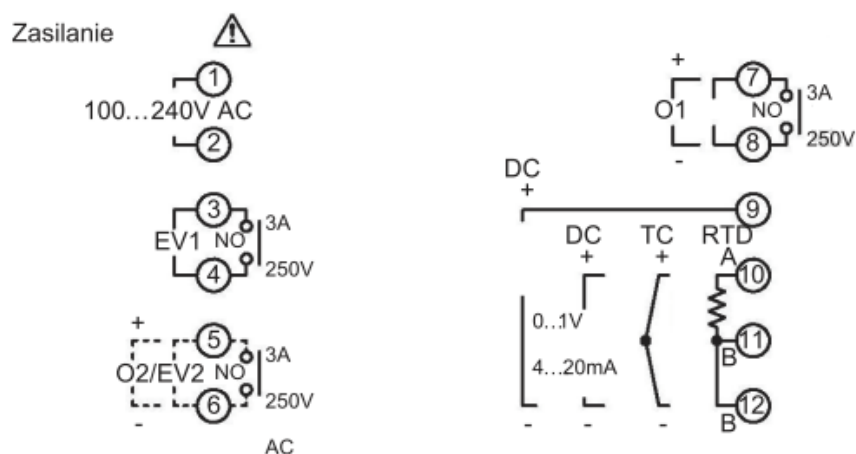 Zasilanie
1
100...240V AC
2
3
EV1 NO 3A
4 250V
+
5
O2/EV2 NO 3A
6 250V
-
AC
+
7
O1 NO 3A
8 250V
-
DC
+
9
DC TC RTD
+ + A
10
0...1V
11
B
4...20mA
12
- - - B